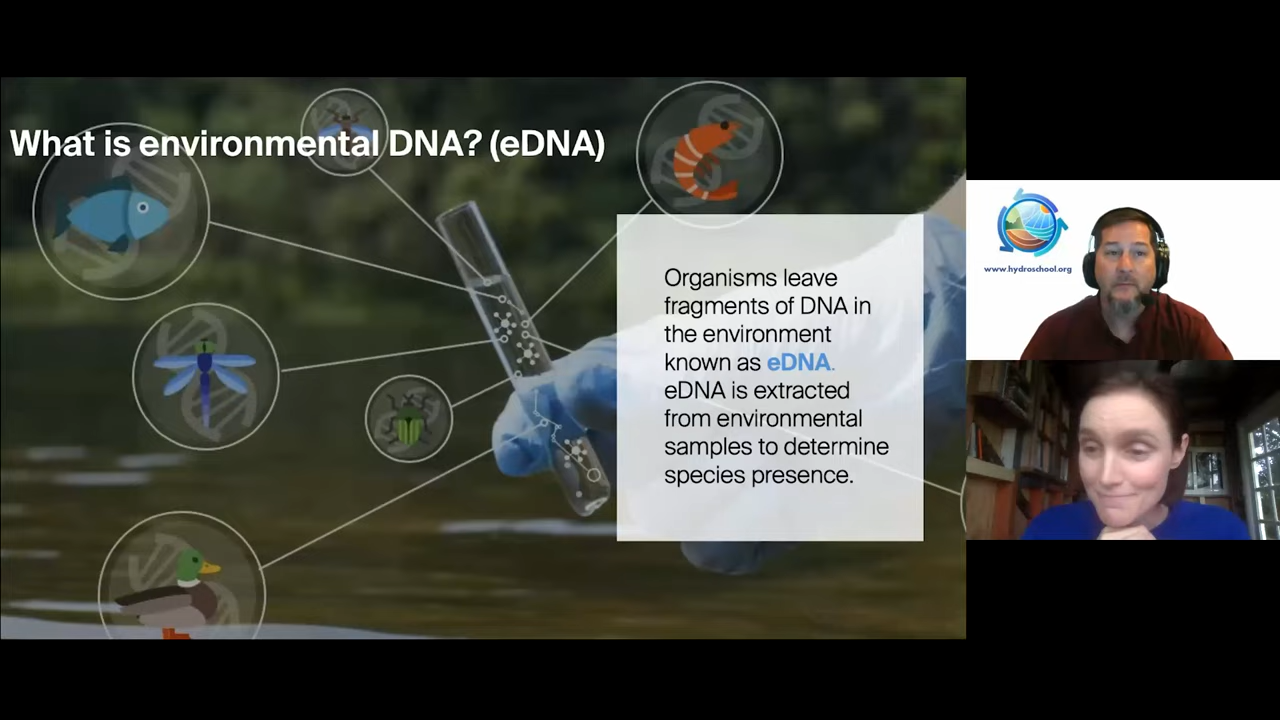 What is environmental DNA? (eDNA)
Organisms leave
fragments of DNA in
the environment
known as eDNA.
eDNA is extracted
from environmental
samples to determine
species presence.
www.hydroschool.org